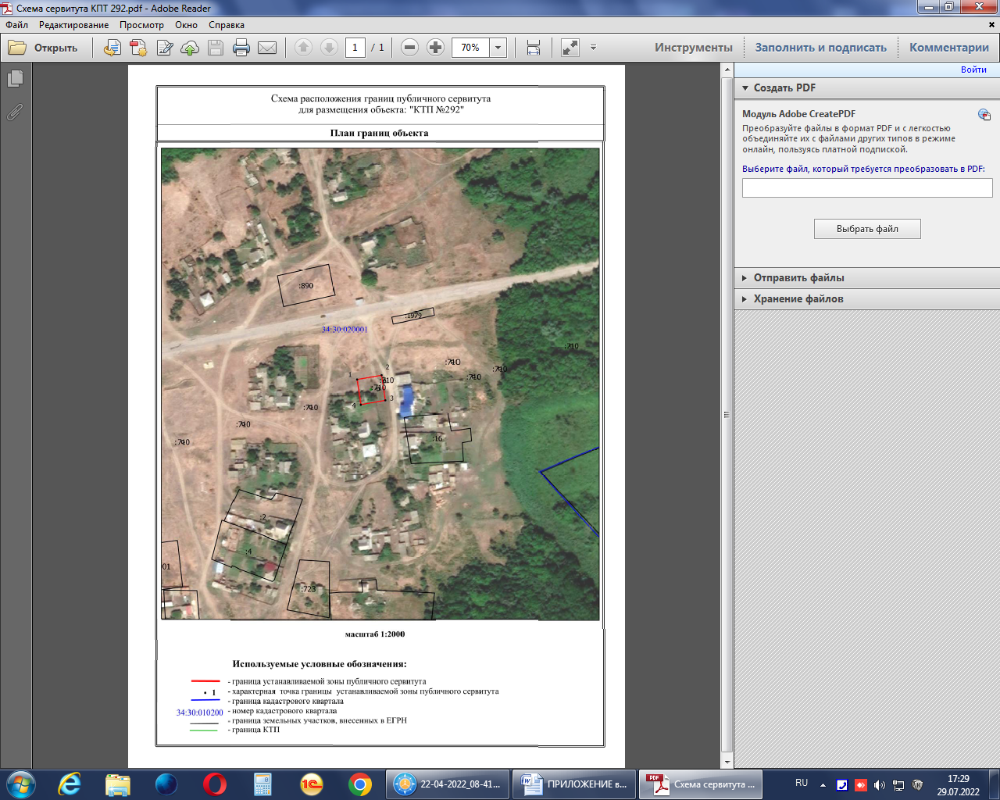 Схема сервитута КПТ 292.pdf - Adobe Reader
Файл Редактирование Просмотр Окно Справка
Открыть 1 / 1 70% Инструменты Заполнить и подписать Комментарии
Войти
Создать PDF
Модуль Adobe CreatePDF
Преобразуйте файлы в формат PDF и с легкостью
объединяйте их с файлами других типов в режиме
онлайн, пользуясь платной подпиской.
Выберите файл, который требуется преобразовать в PDF:
Выбрать файл
Отправить файлы
Хранение файлов
Схема расположения границ публичного сервитута
для размещения объекта: "КТП №292"
План границ объекта
:890
:1979
34:30:020001
:710
:710
:710
:710
1
2
:710
:710
3
4
:710
:710
:710
:16
:2
:4
01
:723
масштаб 1:2000
Используемые условные обозначения:
- граница устанавливаемой зоны публичного сервитута
• 1 - характерная точка границы устанавливаемой зоны публичного сервитута
- граница кадастрового квартала
34:30:010200 - номер кадастрового квартала
- граница земельных участков, внесенных в ЕГРН
- граница КТП
22-04-2022_08-41... ПРИЛОЖЕНИЕ в... Схема сервитута ... RU 17:29
29.07.2022